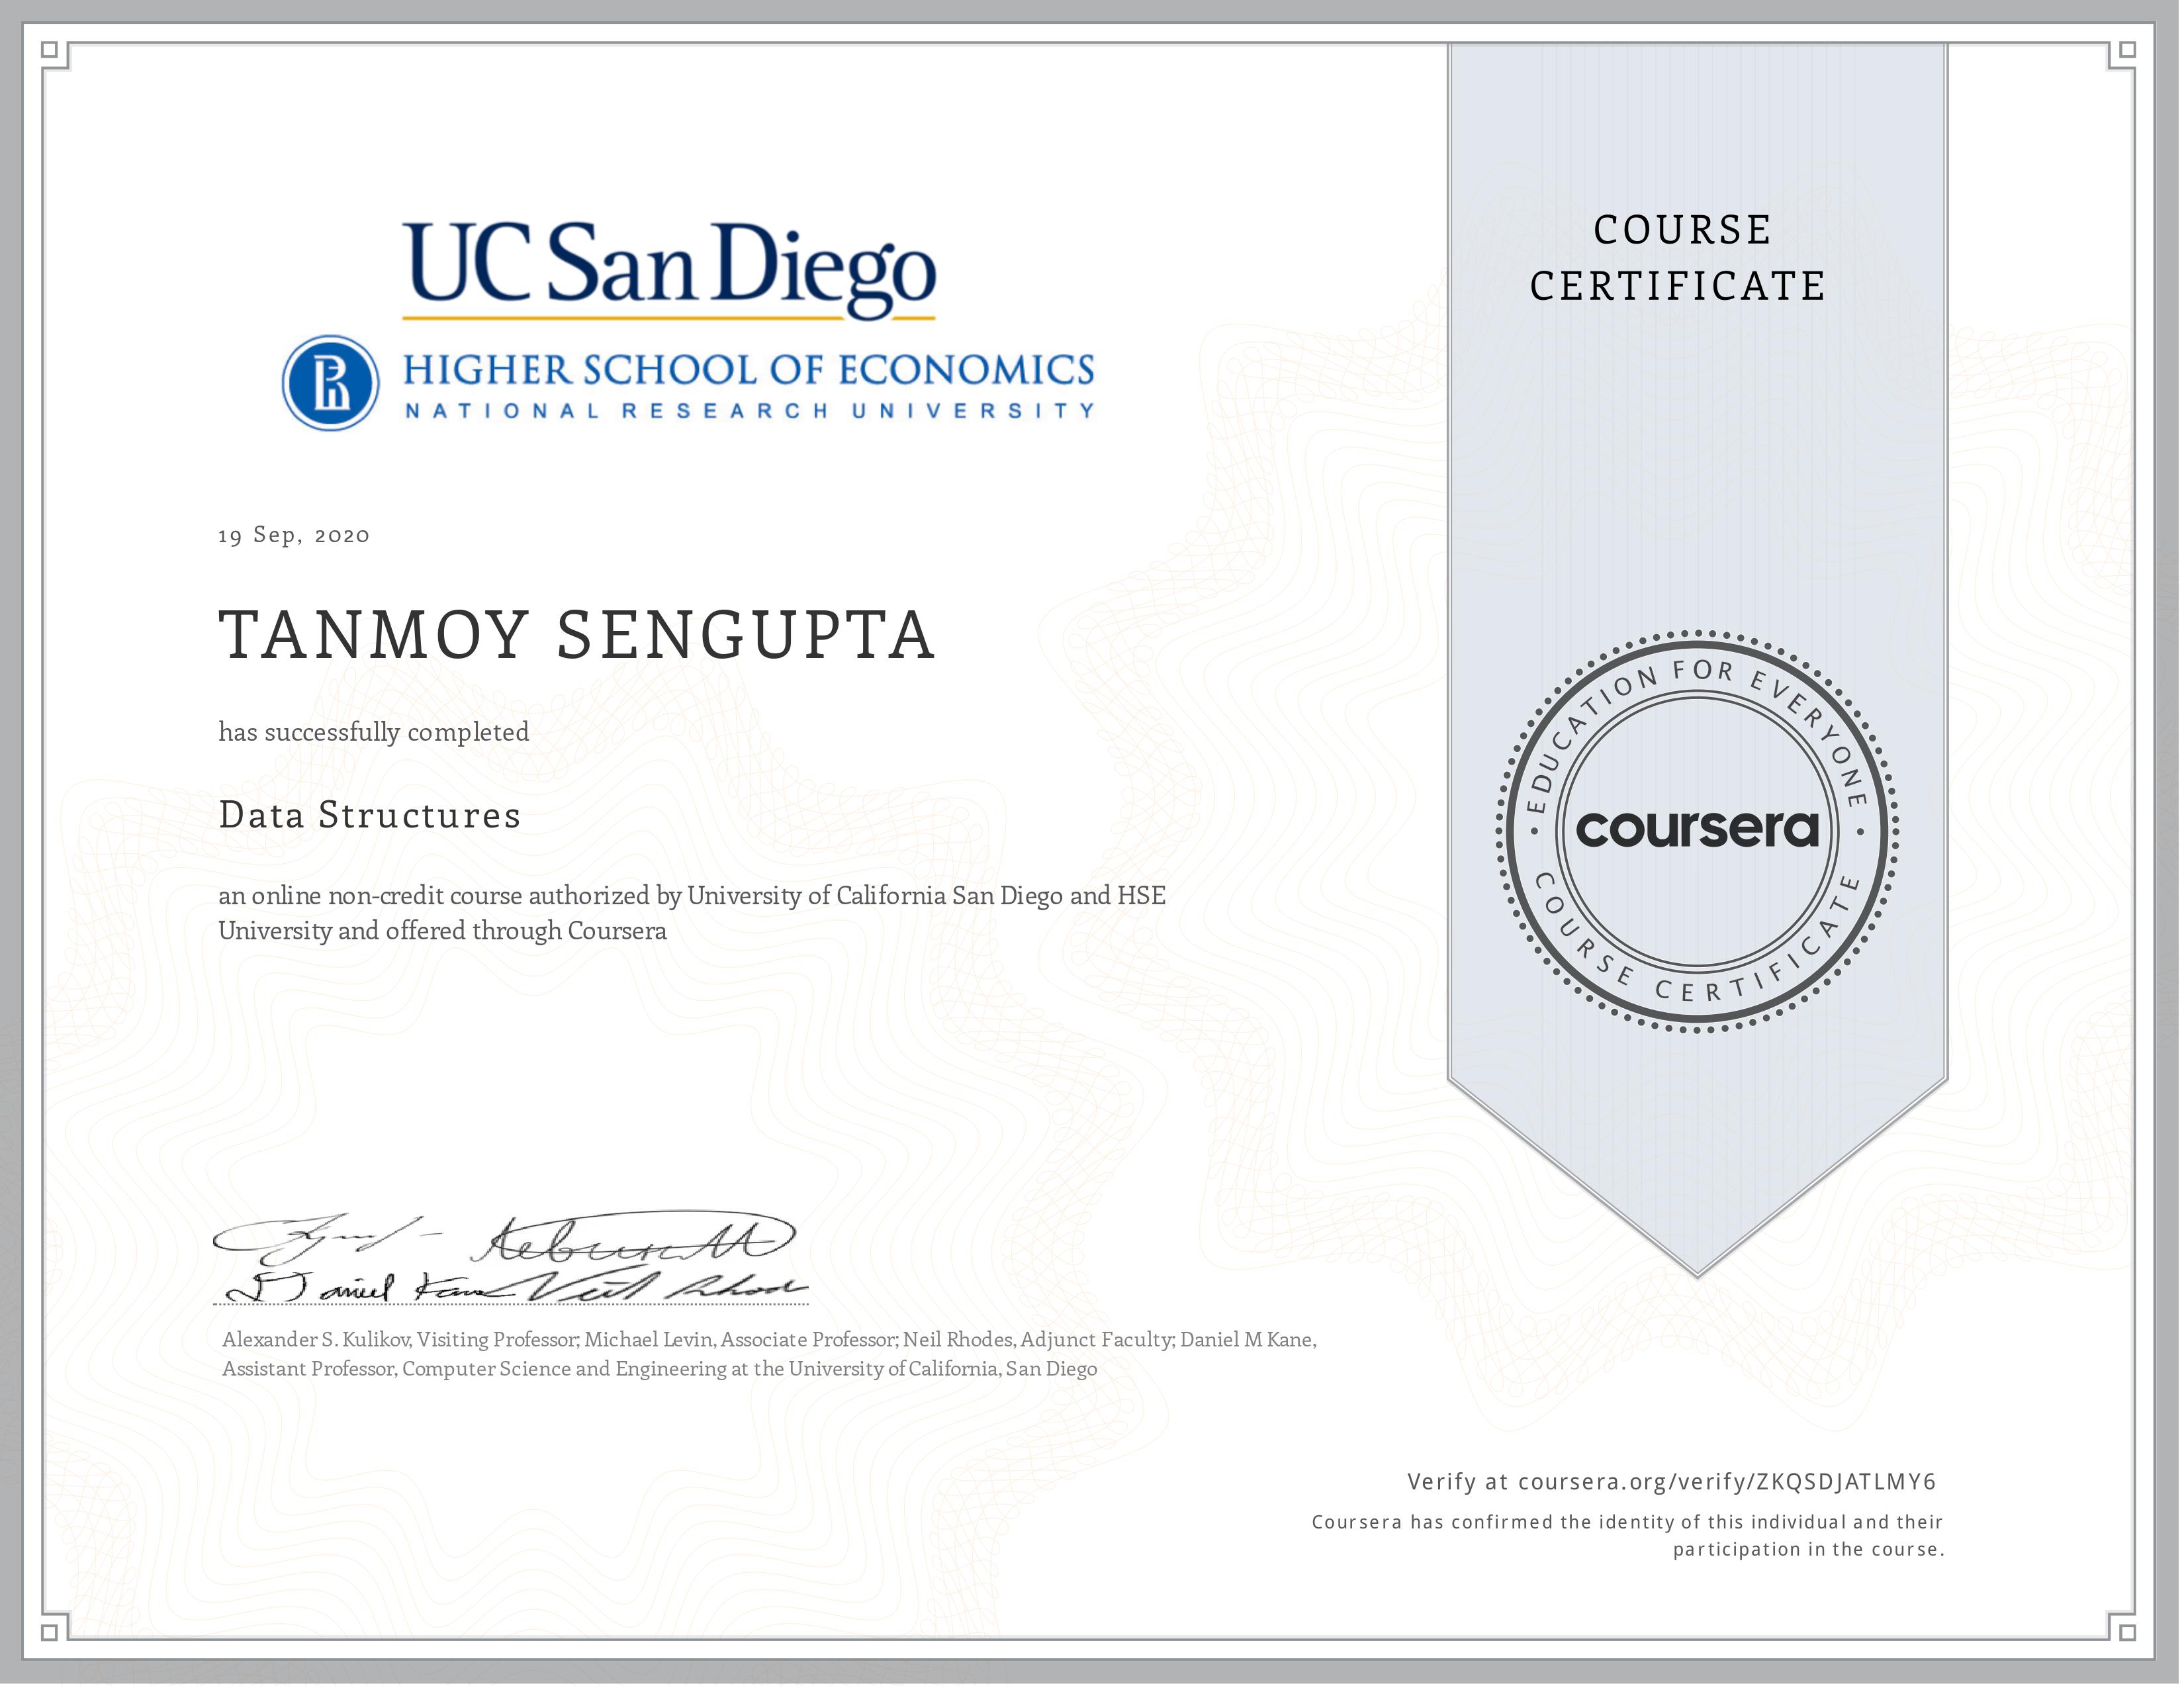 UC San Diego
HIGHER SCHOOL OF ECONOMICS
NATIONAL RESEARCH UNIVERSITY
COURSE
CERTIFICATE
19 Sep, 2020
TANMOY SENGUPTA
has successfully completed
Data Structures
an online non-credit course authorized by University of California San Diego and HSE
University and offered through Coursera
EDUCATION FOR EVERYONE
coursera
COURSE CERTIFICATE
Daniel Kane Neil Rhodes
Alexander S. Kulikov, Visiting Professor; Michael Levin, Associate Professor; Neil Rhodes, Adjunct Faculty; Daniel M Kane,
Assistant Professor, Computer Science and Engineering at the University of California, San Diego
Verify at coursera.org/verify/ZKQSDJATLMY6
Coursera has confirmed the identity of this individual and their
participation in the course.